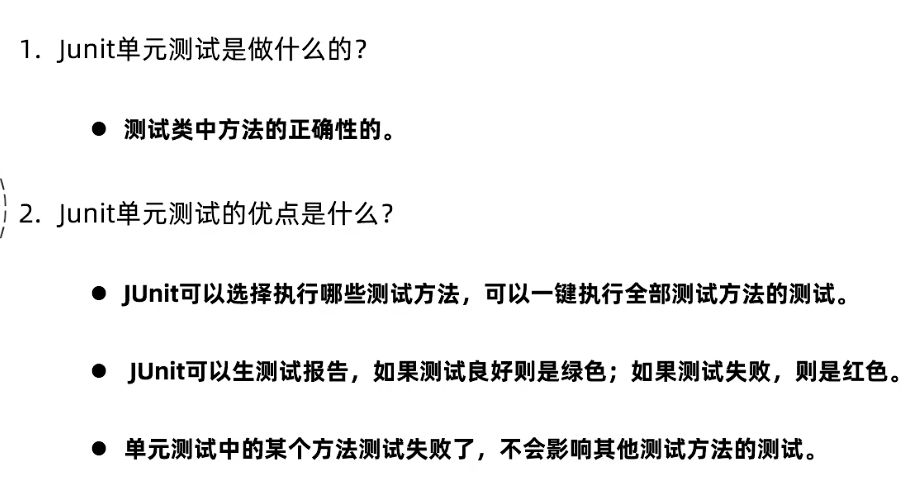 1. Junit单元测试是做什么的？
● 测试类中方法的正确性的。
2. Junit单元测试的优点是什么？
● JUnit可以选择执行哪些测试方法，可以一键执行全部测试方法的测试。
● JUnit可以生测试报告，如果测试良好则是绿色；如果测试失败，则是红色。
● 单元测试中的某个方法测试失败了，不会影响其他测试方法的测试。